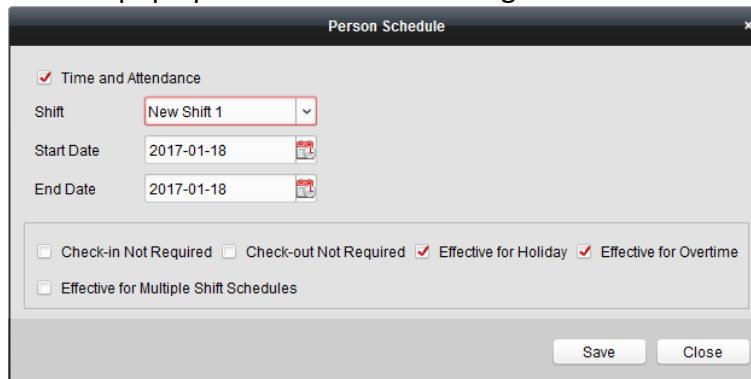 Person Schedule
Time and Attendance
Shift New Shift 1
Start Date 2017-01-18
End Date 2017-01-18
Check-in Not Required Check-out Not Required Effective for Holiday Effective for Overtime
Effective for Multiple Shift Schedules
Save Close